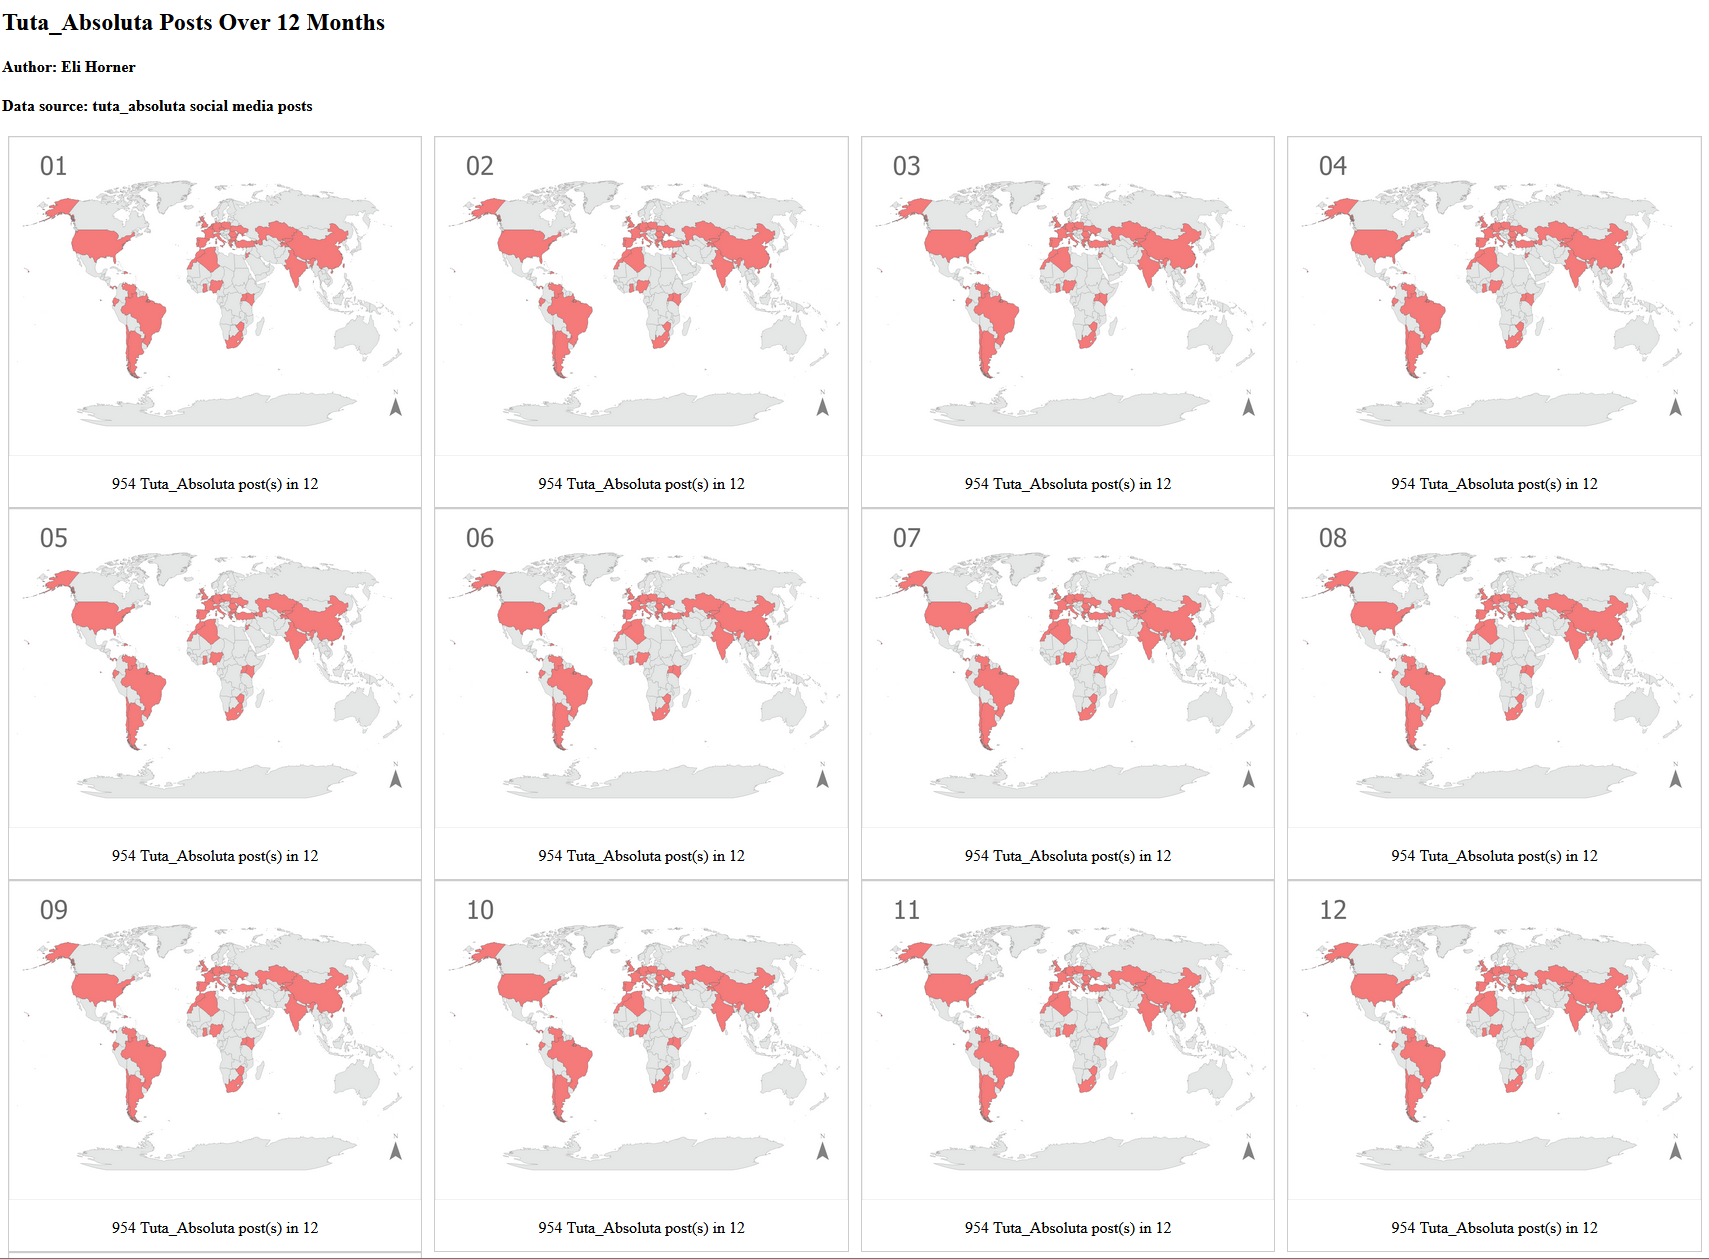 Tuta_Absoluta Posts Over 12 Months
Author: Eli Horner
Data source: tuta_absoluta social media posts
01
N
954 Tuta_Absoluta post(s) in 12
02
N
954 Tuta_Absoluta post(s) in 12
03
N
954 Tuta_Absoluta post(s) in 12
04
N
954 Tuta_Absoluta post(s) in 12
05
N
954 Tuta_Absoluta post(s) in 12
06
N
954 Tuta_Absoluta post(s) in 12
07
N
954 Tuta_Absoluta post(s) in 12
08
N
954 Tuta_Absoluta post(s) in 12
09
N
954 Tuta_Absoluta post(s) in 12
10
N
954 Tuta_Absoluta post(s) in 12
11
N
954 Tuta_Absoluta post(s) in 12
12
N
954 Tuta_Absoluta post(s) in 12